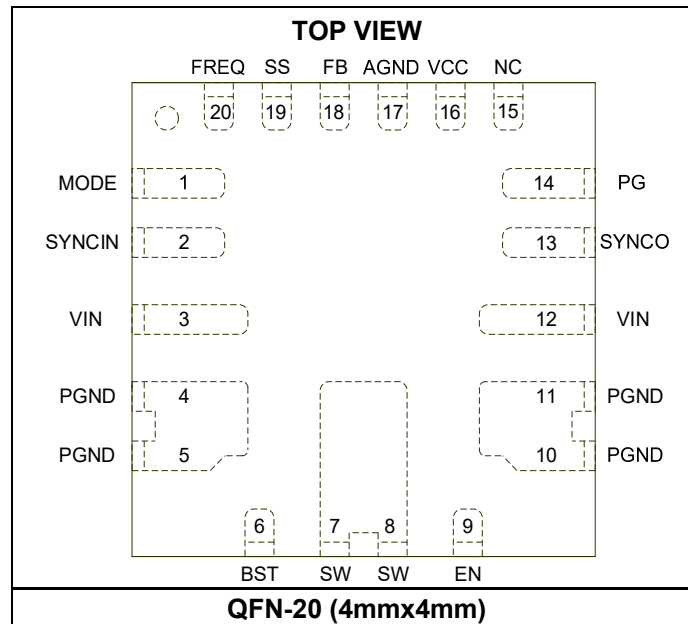 TOP VIEW
FREQ SS FB AGND VCC NC
20 19 18 17 16 15
MODE 1 14 PG
SYNCIN 2 13 SYNCO
VIN 3 12 VIN
PGND 4 11 PGND
PGND 5 10 PGND
6 7 8 9
BST SW SW EN
QFN-20 (4mmx4mm)